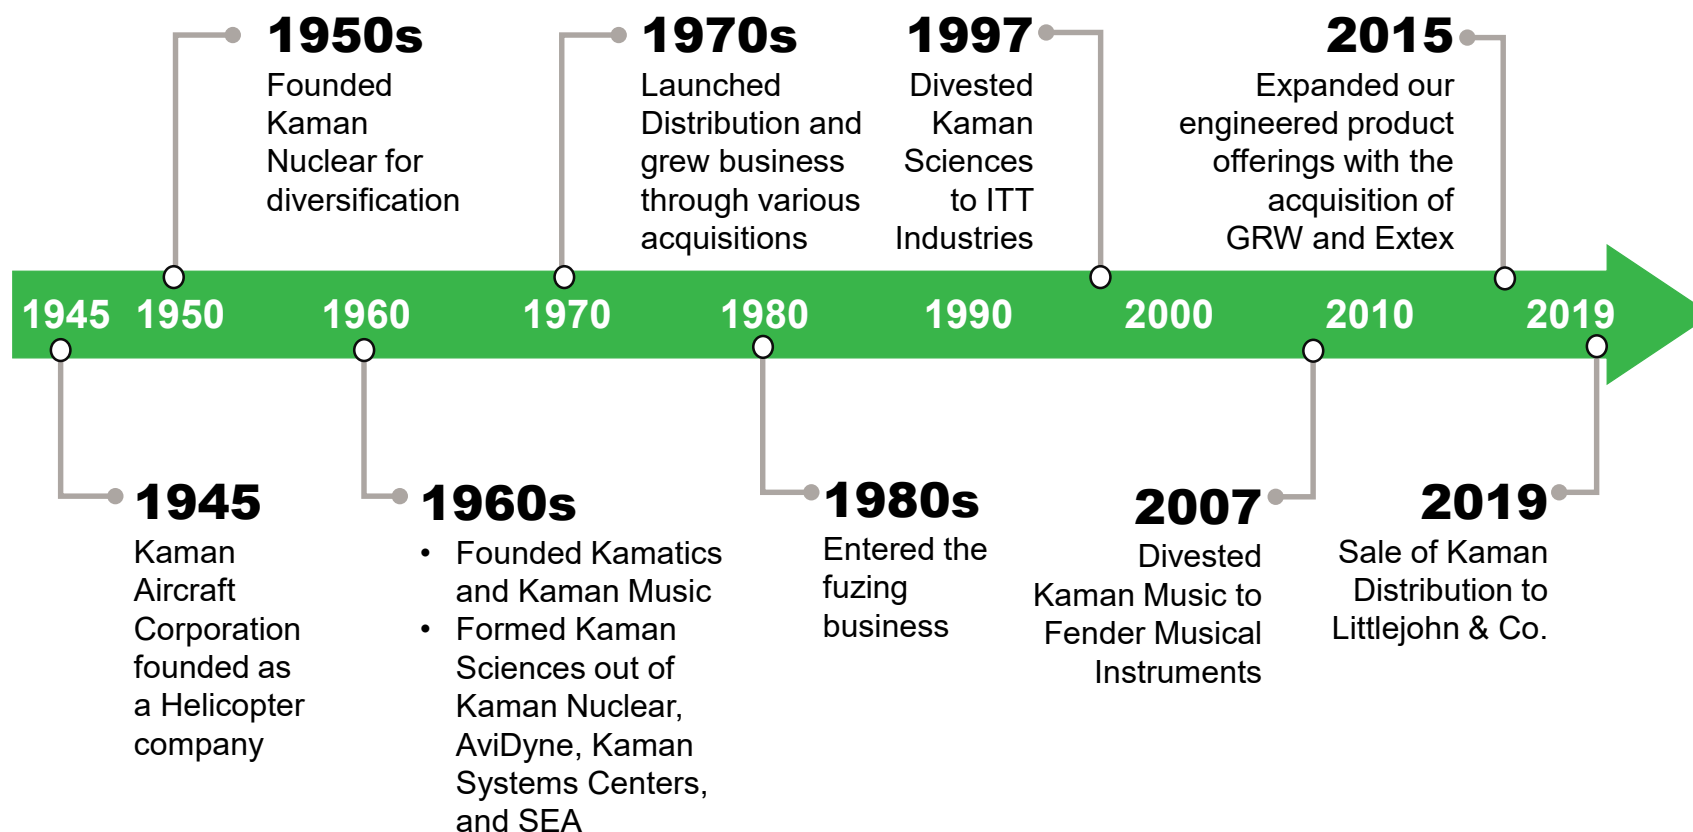 1950s
Founded
Kaman
Nuclear for
diversification
1970s
Launched
Distribution and
grew business
through various
acquisitions
1997
Divested
Kaman
Sciences
to ITT
Industries
2015
Expanded our
engineered product
offerings with the
acquisition of
GRW and Extex
1945 1950 1960 1970 1980 1990 2000 2010 2019
1945
Kaman
Aircraft
Corporation
founded as
a Helicopter
company
1960s
• Founded Kamatics
and Kaman Music
• Formed Kaman
Sciences out of
Kaman Nuclear,
AviDyne, Kaman
Systems Centers,
and SEA
1980s
Entered the
fuzing
business
2007
Divested
Kaman Music to
Fender Musical
Instruments
2019
Sale of Kaman
Distribution to
Littlejohn & Co.